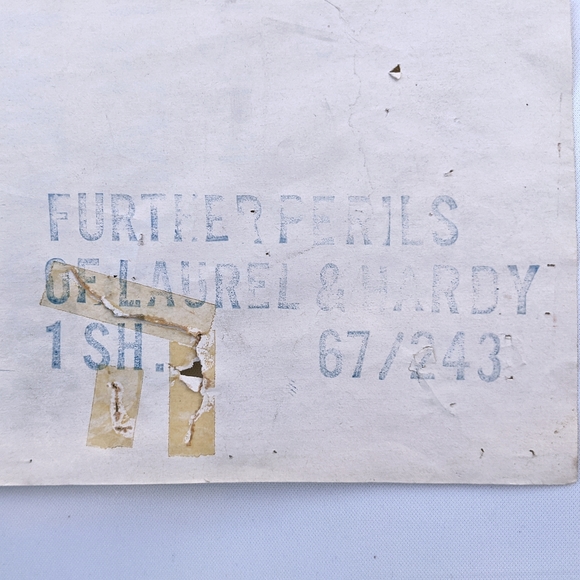 FURTHER PERILS
OF LAUREL & HARDY
1 SH. 67/243